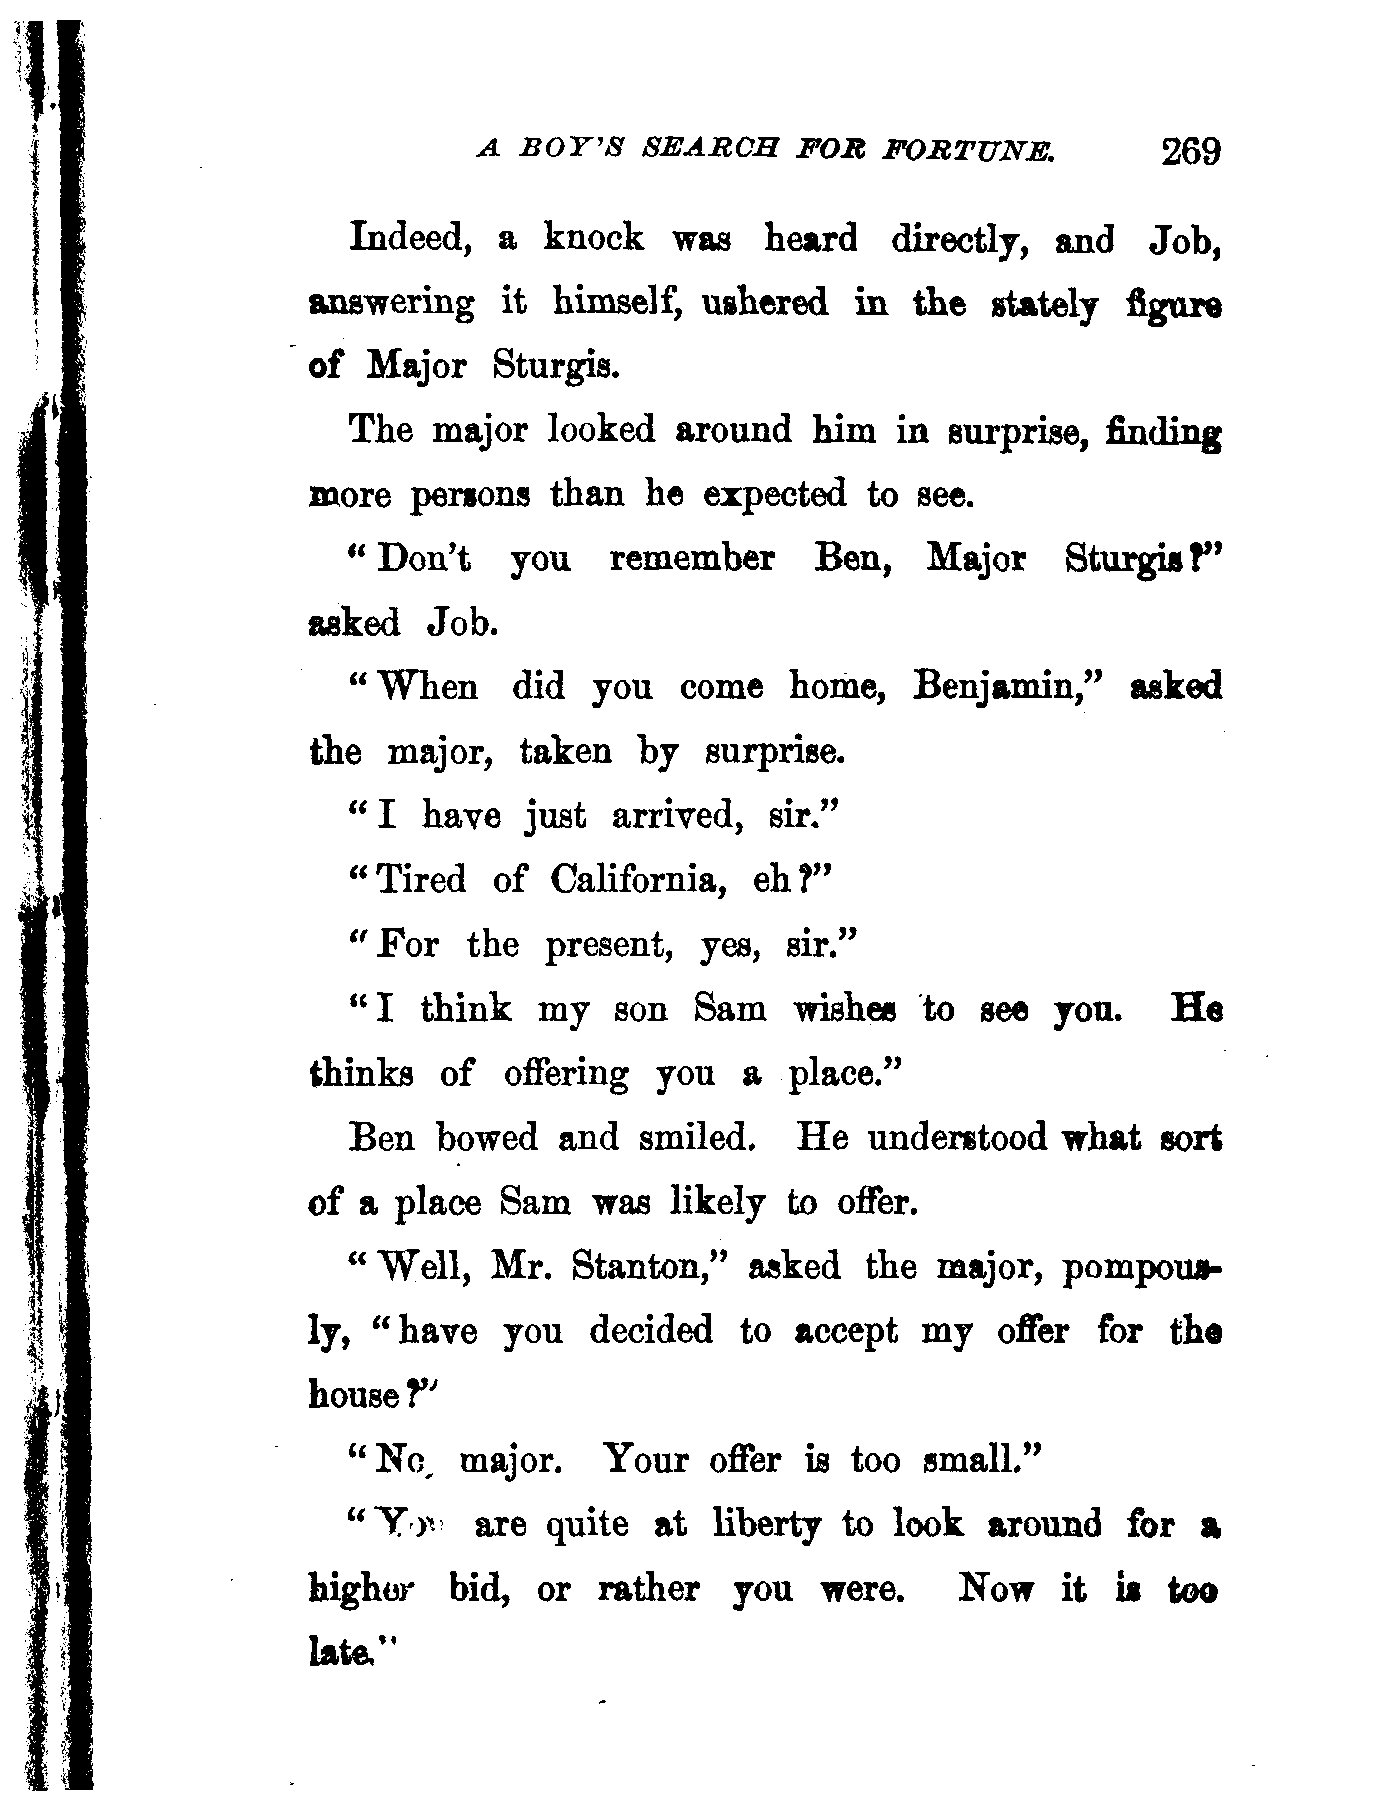 A BOY'S SEARCH FOR FORTUNE. 269
Indeed, a knock was heard directly, and Job,
answering it himself, ushered in the stately figure
of Major Sturgis.
The major looked around him in surprise, finding
more persons than he expected to see.
"Don't you remember Ben, Major Sturgis?"
asked Job.
"When did you come home, Benjamin," asked
the major, taken by surprise.
"I have just arrived, sir."
"Tired of California, eh?"
"For the present, yes, sir."
"I think my son Sam wishes to see you. He
thinks of offering you a place."
Ben bowed and smiled. He understood what sort
of a place Sam was likely to offer.
"Well, Mr. Stanton," asked the major, pompous-
ly, "have you decided to accept my offer for the
house?"
"No, major. Your offer is too small."
"You are quite at liberty to look around for a
higher bid, or rather you were. Now it is too
late."